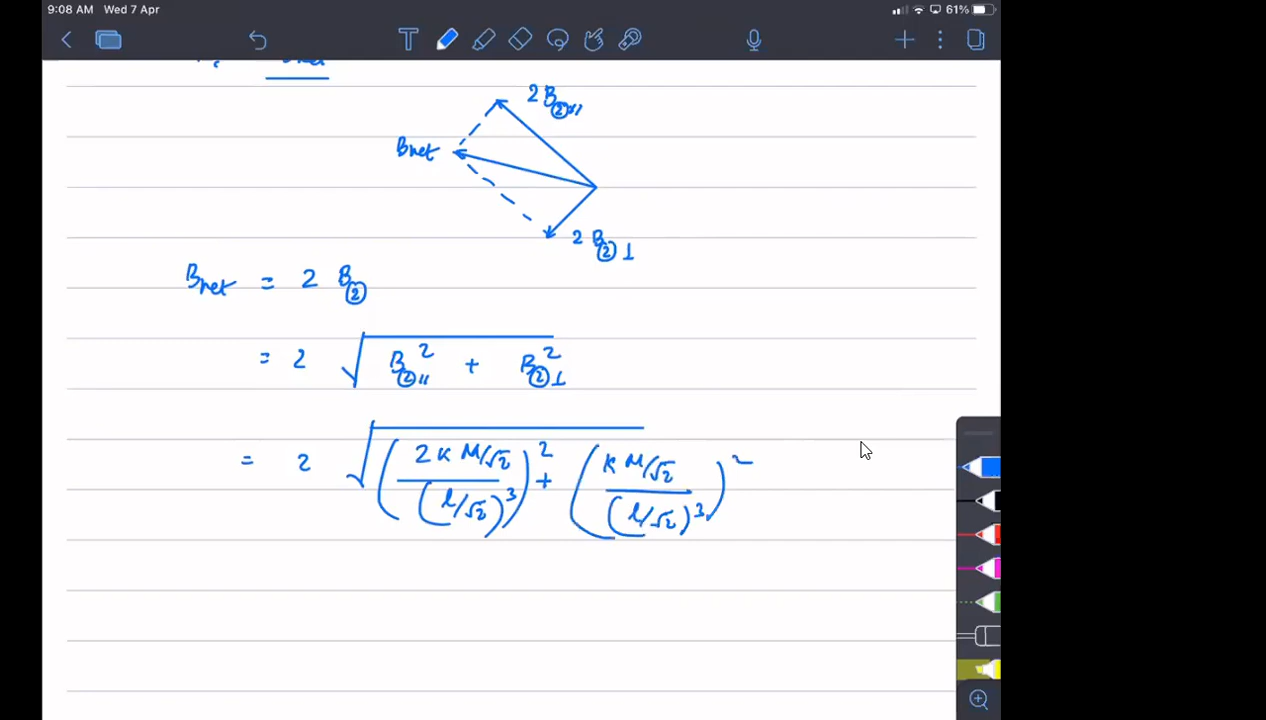 9:08 AM Wed 7 Apr 61%
2 B②∥
Bnet
2 B②⊥
Bnet = 2 B②
= 2 √(B②∥² + B②⊥²)
= 2 √((2KM/√2 / (l/√2)³)² + (KM/√2 / (l/√2)³)²)